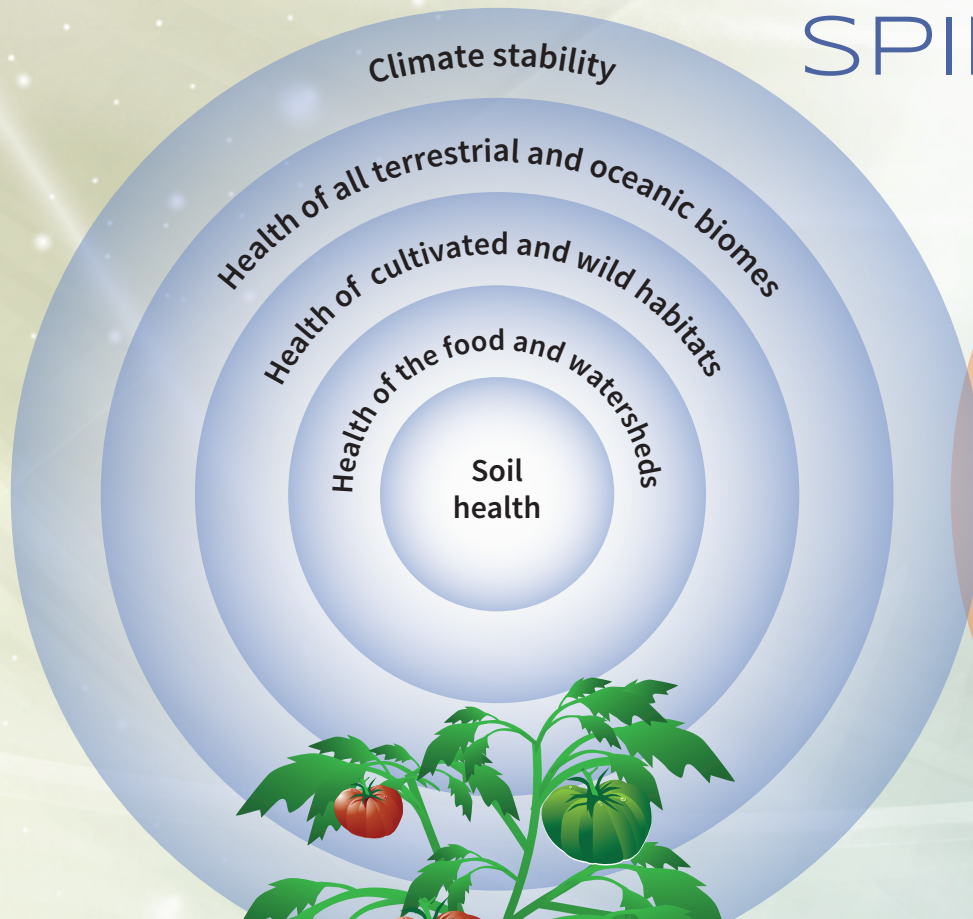 Climate stability
Health of all terrestrial and oceanic biomes
Health of cultivated and wild habitats
Health of the food and watersheds
Soil
health